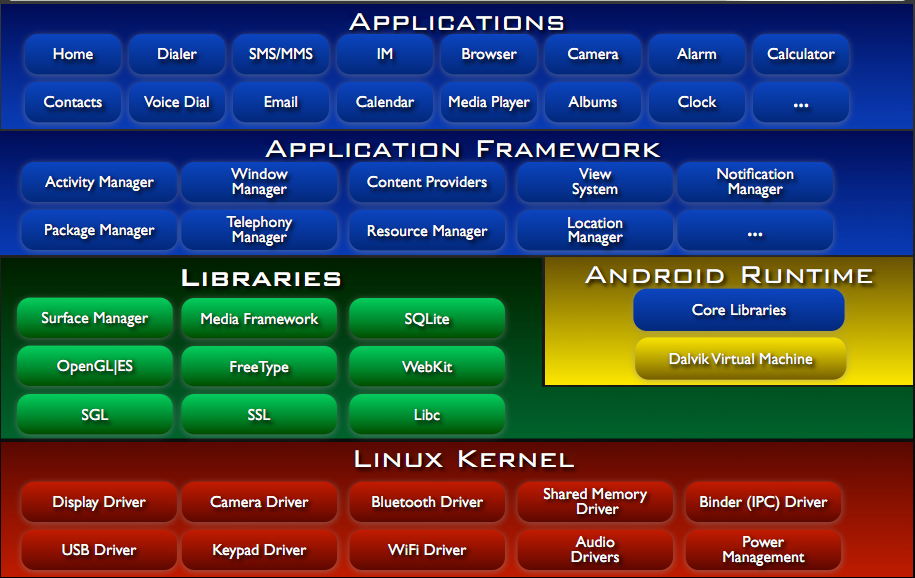 APPLICATIONS
Home Dialer SMS/MMS IM Browser Camera Alarm Calculator
Contacts Voice Dial Email Calendar Media Player Albums Clock ...
APPLICATION FRAMEWORK
Activity Manager
Window
Manager
Content Providers
View
System
Notification
Manager
Package Manager
Telephony
Manager
Resource Manager
Location
Manager
...
LIBRARIES
Surface Manager Media Framework SQLite
OpenGL|ES FreeType WebKit
SGL SSL Libc
ANDROID RUNTIME
Core Libraries
Dalvik Virtual Machine
LINUX KERNEL
Display Driver Camera Driver Bluetooth Driver
Shared Memory
Driver
Binder (IPC) Driver
USB Driver Keypad Driver WiFi Driver
Audio
Drivers
Power
Management